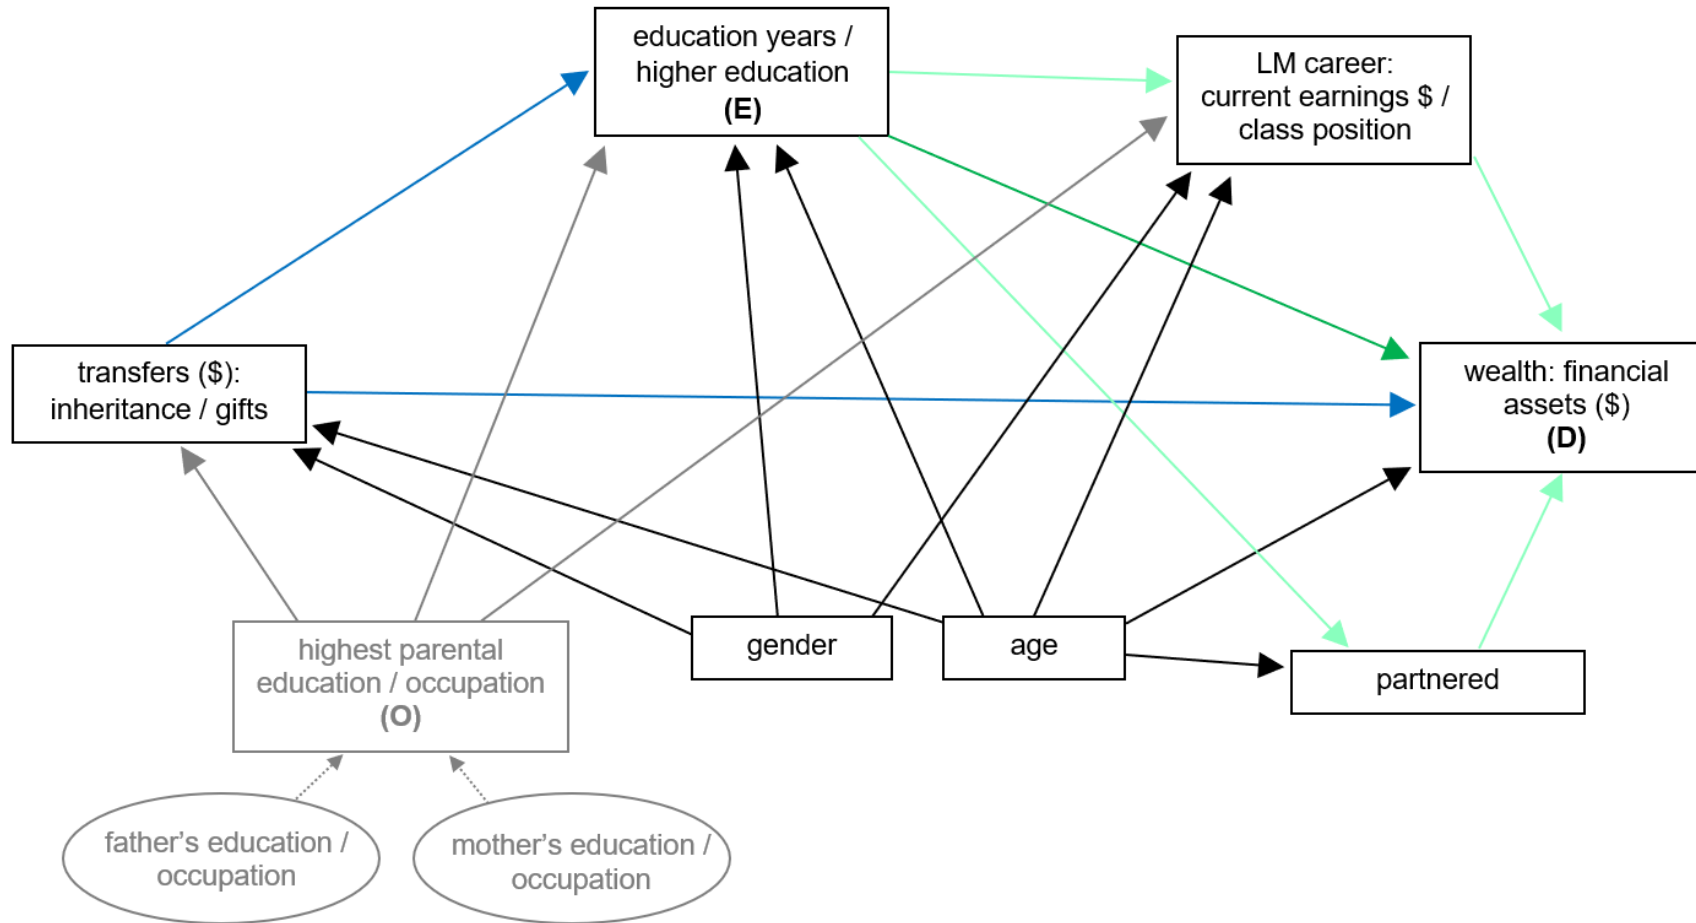 education years /
higher education
(E)
LM career:
current earnings $ /
class position
transfers ($):
inheritance / gifts
wealth: financial
assets ($)
(D)
highest parental
education / occupation
(O)
gender
age
partnered
father’s education /
occupation
mother’s education /
occupation